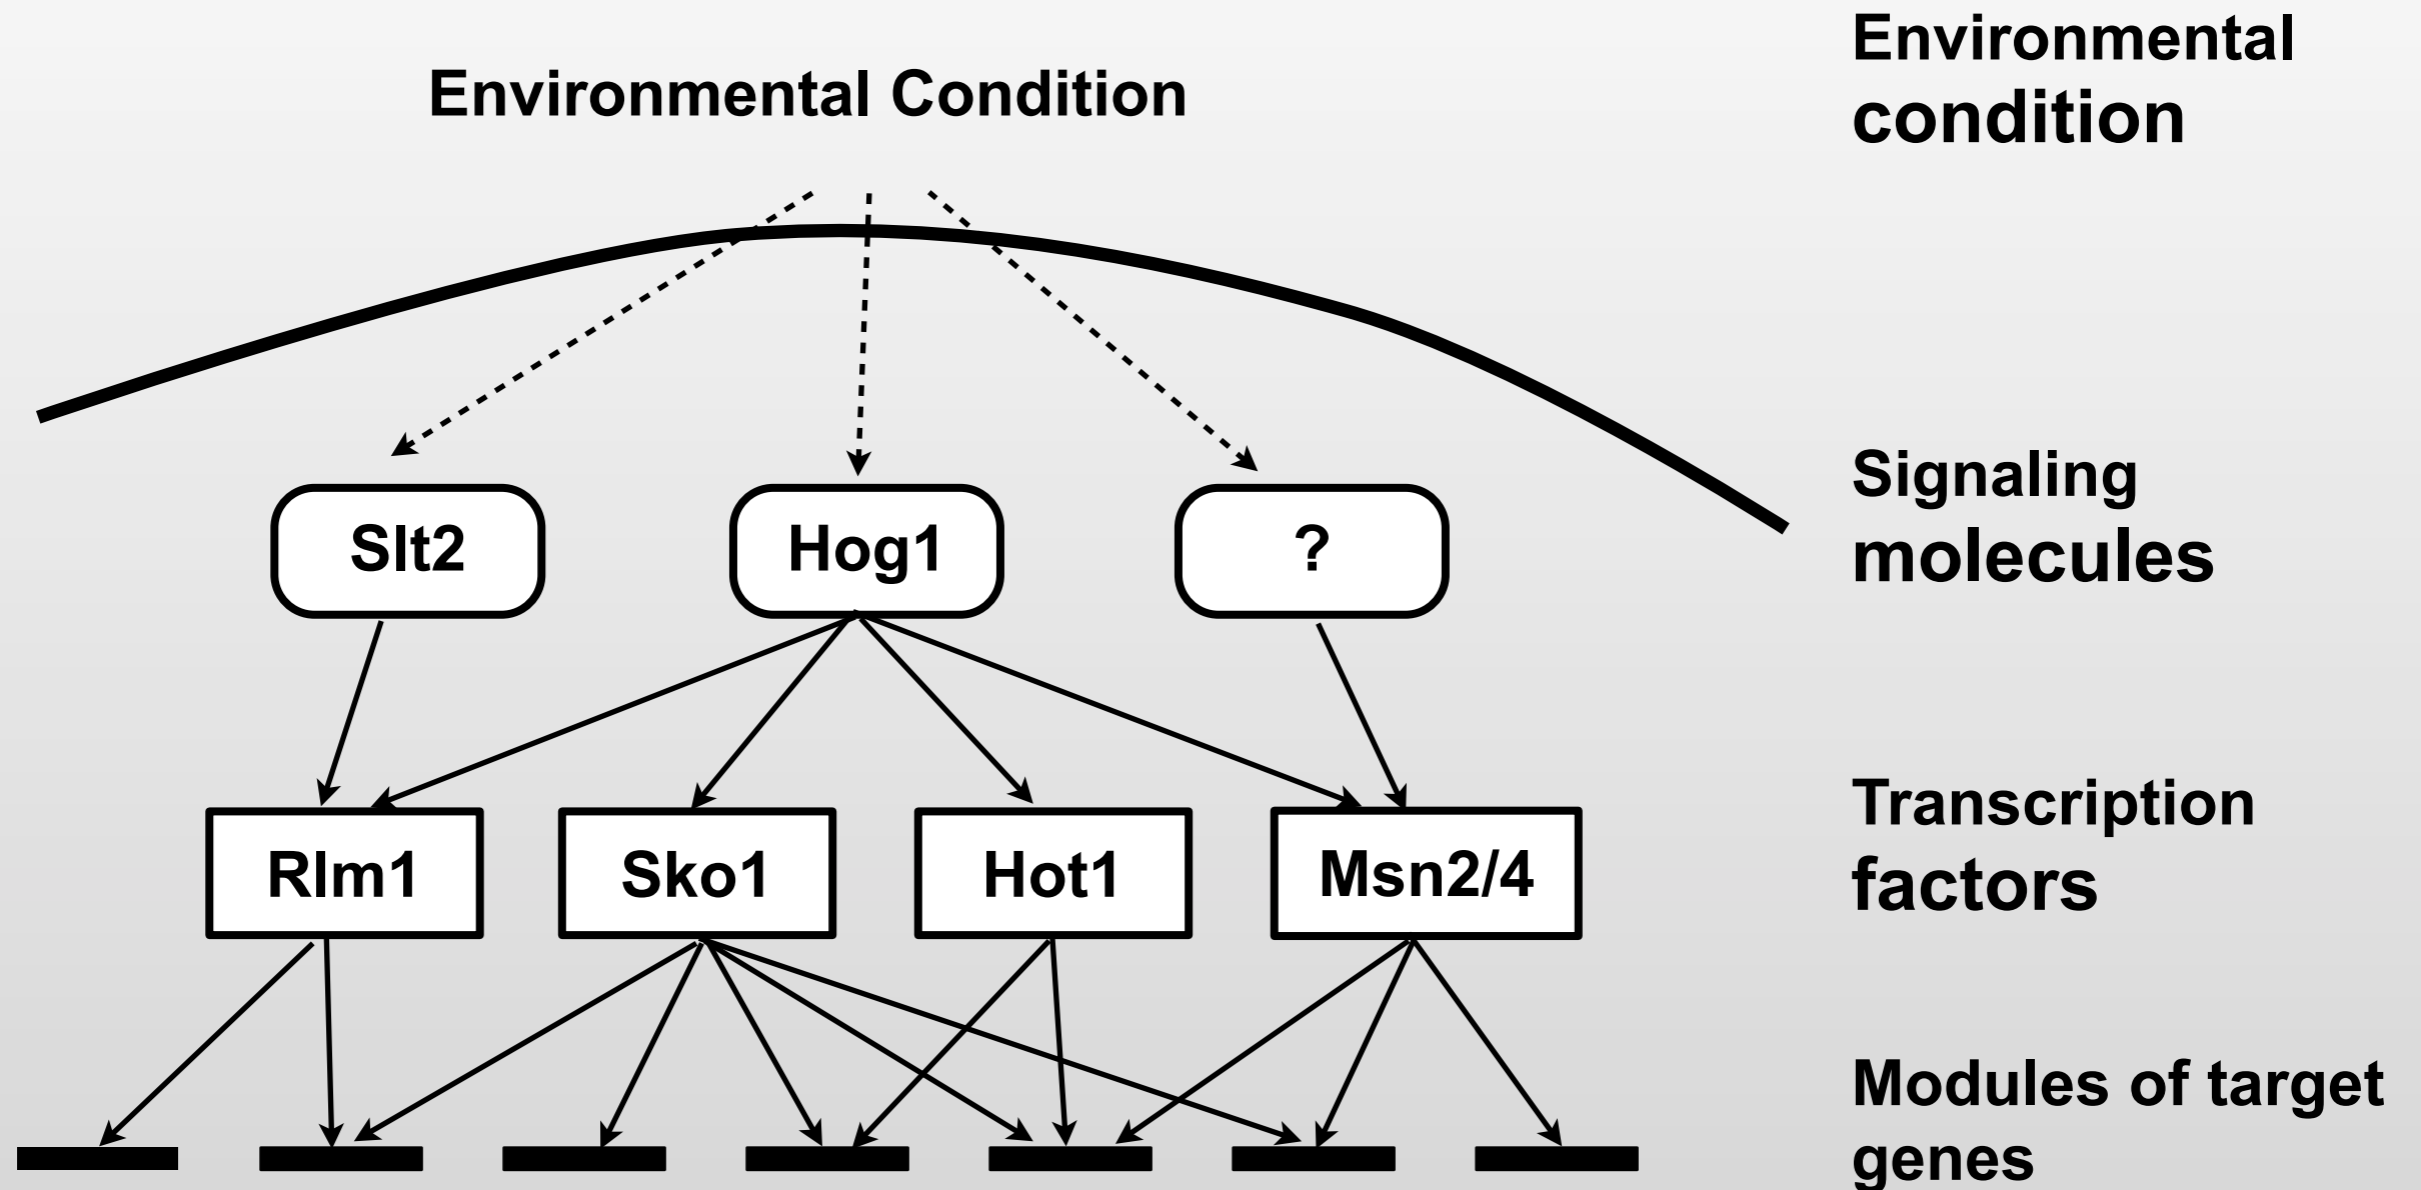 Environmental Condition
Environmental
condition
Slt2
Hog1
?
Signaling
molecules
Rlm1
Sko1
Hot1
Msn2/4
Transcription
factors
Modules of target
genes